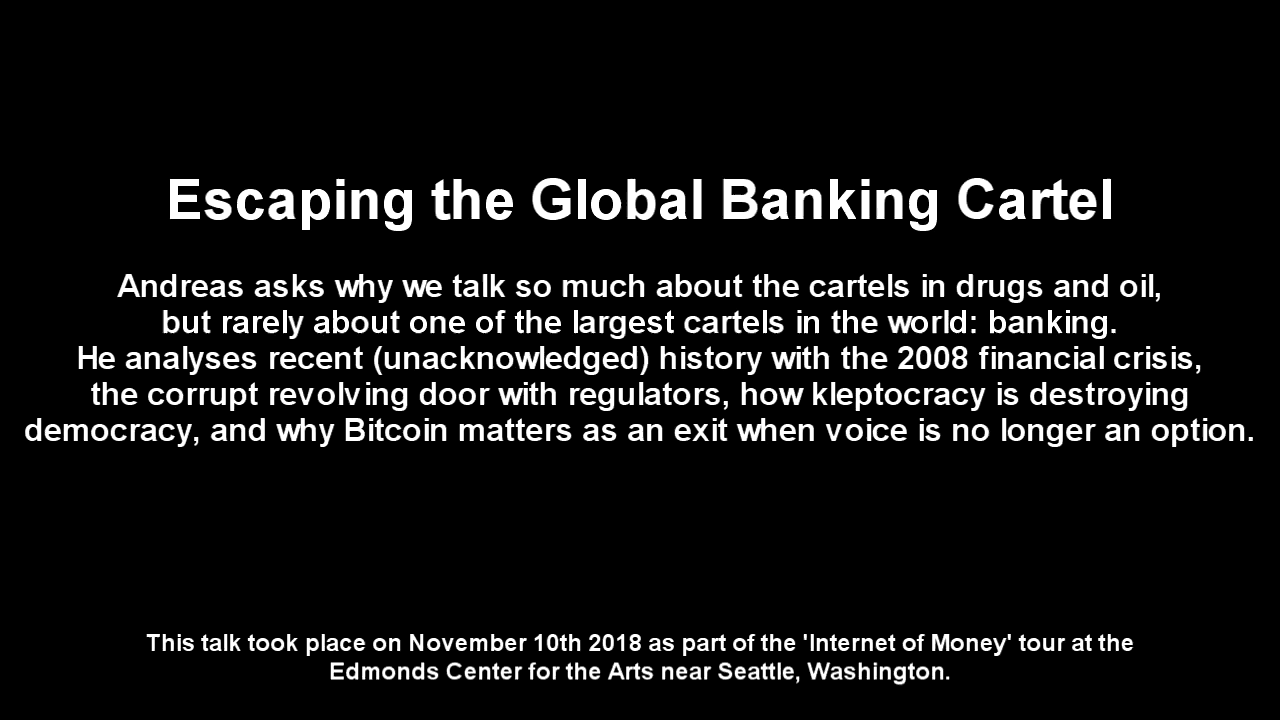 Escaping the Global Banking Cartel
Andreas asks why we talk so much about the cartels in drugs and oil,
but rarely about one of the largest cartels in the world: banking.
He analyses recent (unacknowledged) history with the 2008 financial crisis,
the corrupt revolving door with regulators, how kleptocracy is destroying
democracy, and why Bitcoin matters as an exit when voice is no longer an option.
This talk took place on November 10th 2018 as part of the 'Internet of Money' tour at the
Edmonds Center for the Arts near Seattle, Washington.